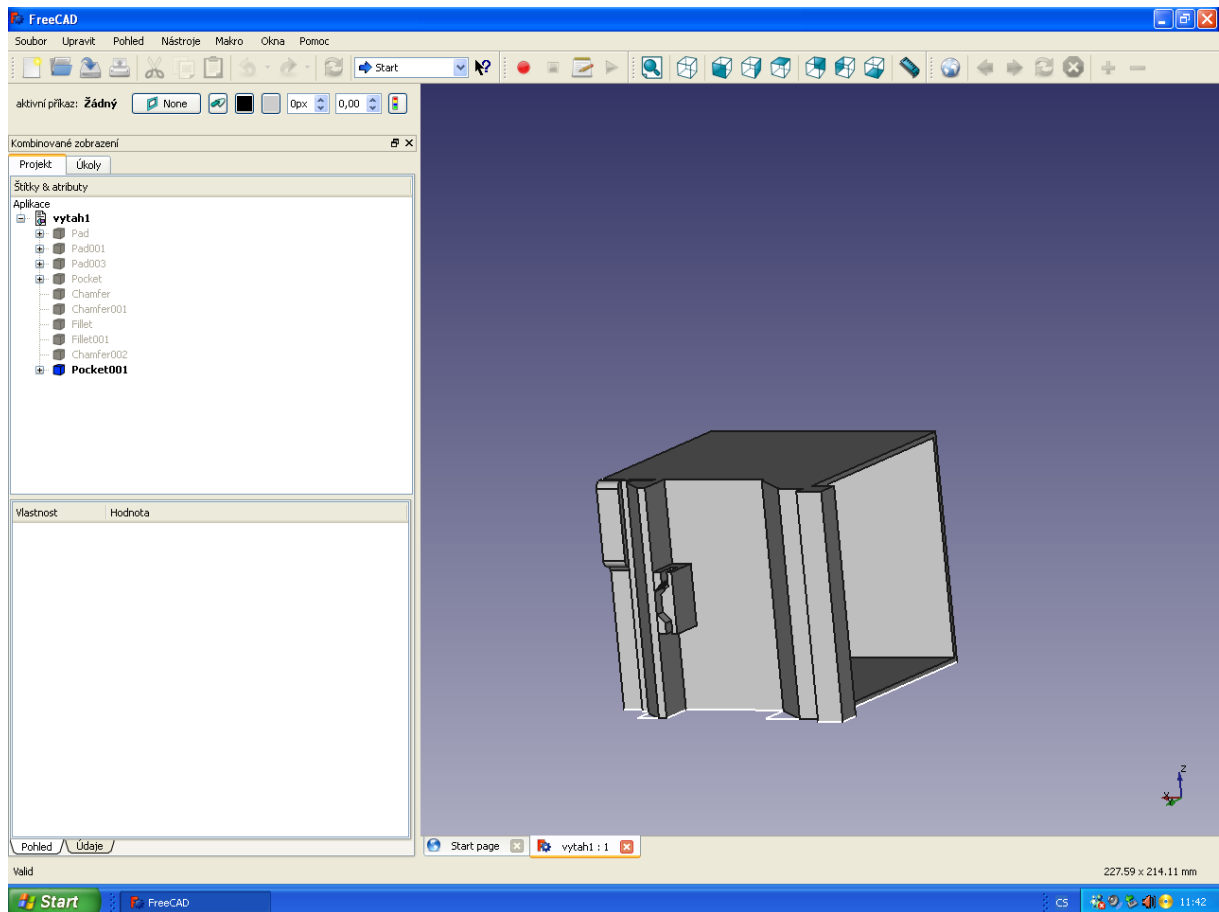 FreeCAD
Soubor Upravit Pohled Nástroje Makro Okna Pomoc
Start
aktivní příkaz: Žádný None 0px 0,00
Kombinované zobrazení
Projekt Úkoly
Štítky & atributy
Aplikace
vytah1
Pad
Pad001
Pad003
Pocket
Chamfer
Chamfer001
Fillet
Fillet001
Chamfer002
Pocket001
Vlastnost Hodnota
Z
X
Pohled Údaje
Start page vytah1 : 1
Valid 227.59 x 214.11 mm
Start FreeCAD CS 11:42